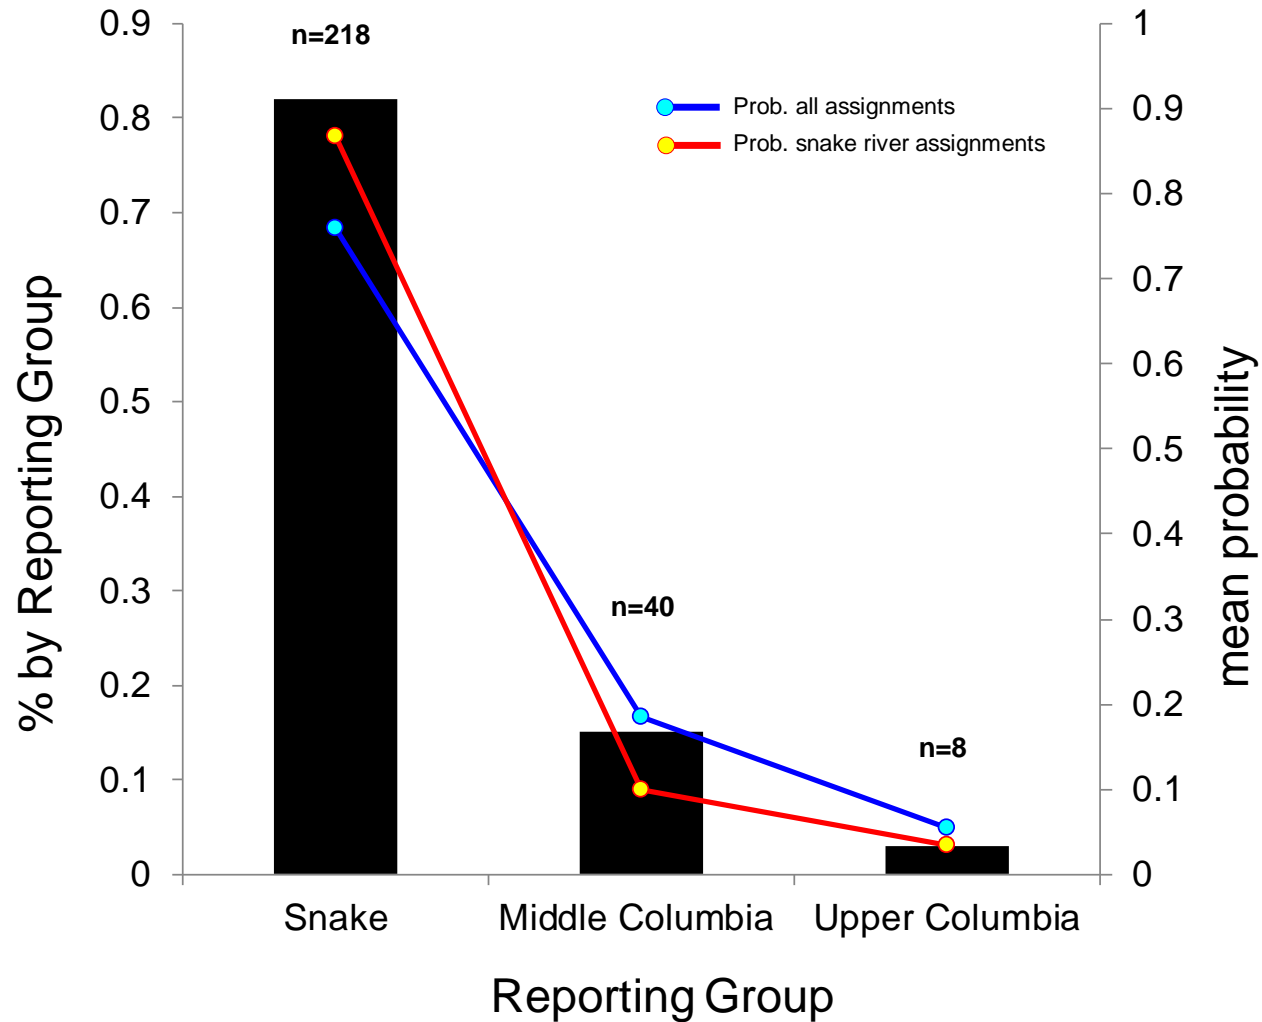 n=218
Prob. all assignments
Prob. snake river assignments
n=40
n=8
% by Reporting Group
0.9
0.8
0.7
0.6
0.5
0.4
0.3
0.2
0.1
0
1
0.9
0.8
0.7
0.6
0.5
0.4
0.3
0.2
0.1
0
mean probability
Snake
Middle Columbia
Upper Columbia
Reporting Group